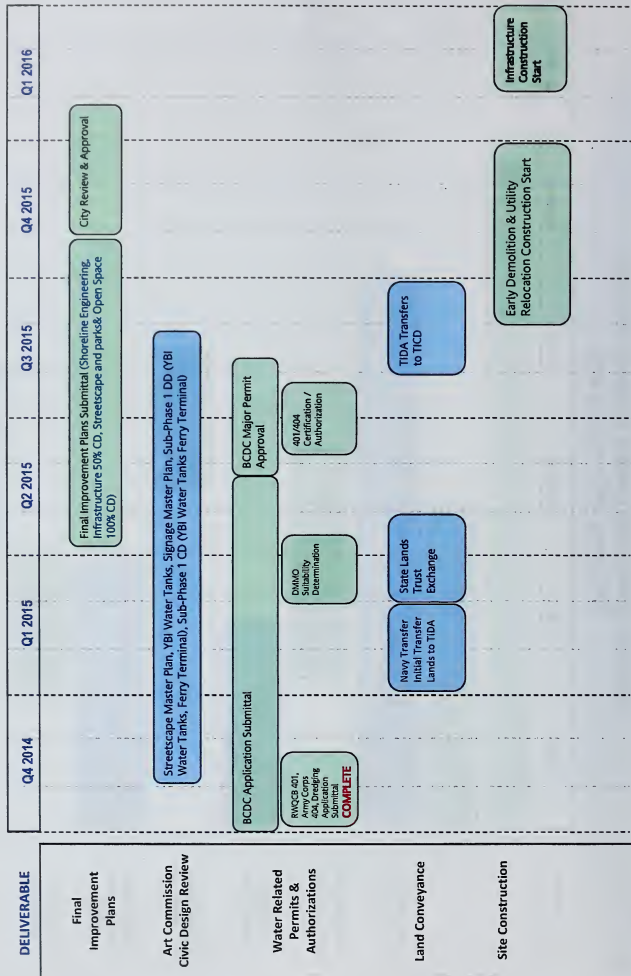 DELIVERABLE
Q4 2014
Q1 2015
Q2 2015
Q3 2015
Q4 2015
Q1 2016
Final
Improvement
Plans
Final Improvement Plans Submittal (Shoreline Engineering,
Infrastructure 50% CD, Streetscape and parks& Open Space
100% CD)
City Review & Approval
Art Commission
Civic Design Review
Streetscape Master Plan, YBI Water Tanks, Signage Master Plan, Sub-Phase 1 DD (YBI
Water Tanks, Ferry Terminal), Sub-Phase 1 CD (YBI Water Tanks Ferry Terminal)
Water Related
Permits &
Authorizations
BCDC Application Submittal
BCDC Major Permit
Approval
RWQCB 401,
Army Corps
404, Dredging
Application
Submittal
COMPLETE
DMMO
Suitability
Determination
401/404
Certification /
Authorization
Land Conveyance
Navy Transfer
Initial Transfer
Lands to TIDA
State Lands
Trust
Exchange
TIDA Transfers
to TICD
Site Construction
Early Demolition & Utility
Relocation Construction Start
Infrastructure
Construction
Start